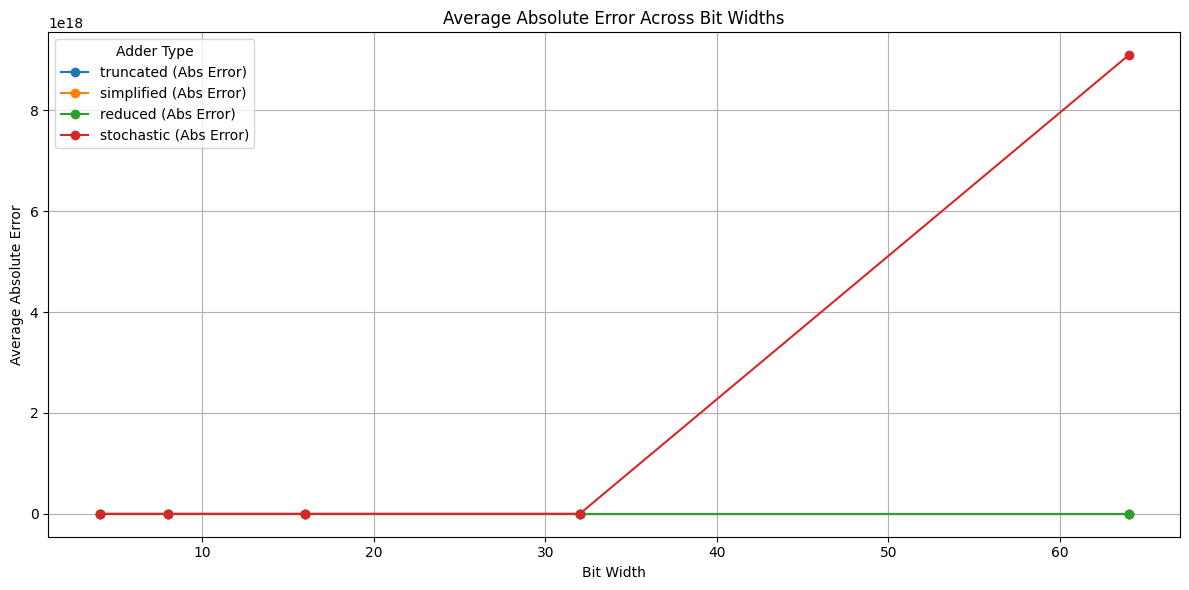 Average Absolute Error Across Bit Widths
1e18
Adder Type
truncated (Abs Error)
simplified (Abs Error)
reduced (Abs Error)
stochastic (Abs Error)
8
6
4
2
0
Average Absolute Error
10 20 30 40 50 60
Bit Width